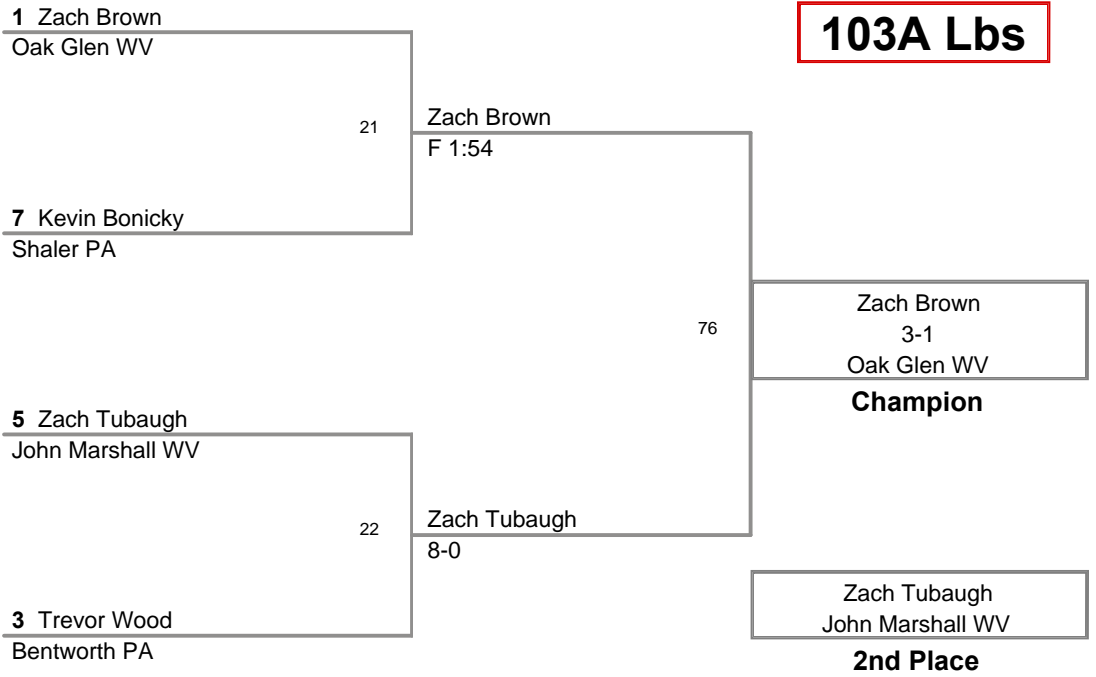 1 Zach Brown
Oak Glen WV
103A Lbs
21
Zach Brown
F 1:54
7 Kevin Bonicky
Shaler PA
76
Zach Brown
3-1
Oak Glen WV
Champion
5 Zach Tubaugh
John Marshall WV
22
Zach Tubaugh
8-0
3 Trevor Wood
Bentworth PA
Zach Tubaugh
John Marshall WV
2nd Place